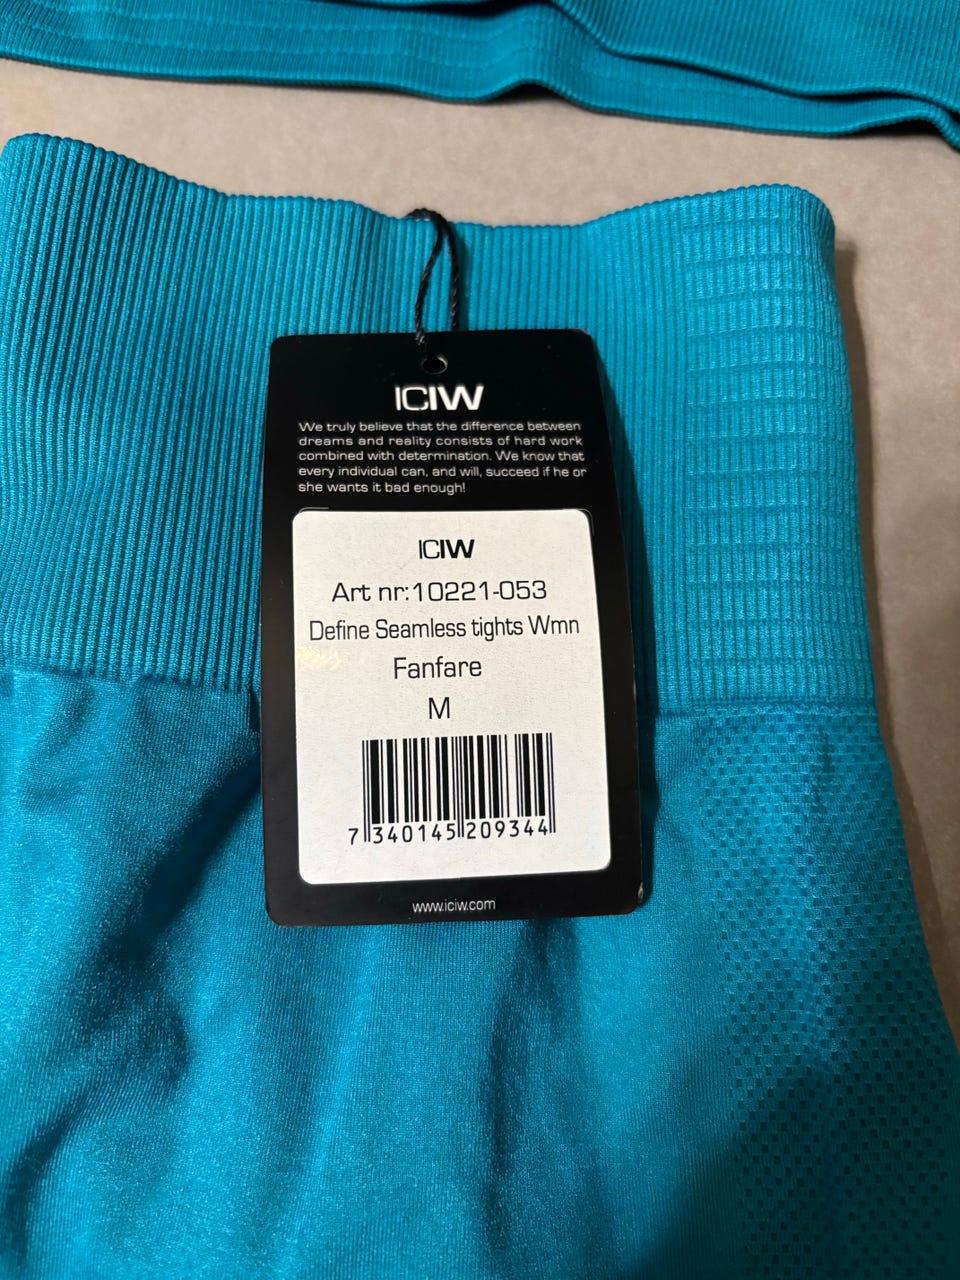 ICIW
We truly believe that the difference between
dreams and reality consists of hard work
combined with determination. We know that
every individual can, and will, succeed if he or
she wants it bad enough!
ICIW
Art nr:10221-053
Define Seamless tights Wmn
Fanfare
M
7 340145 209344
www.iciw.com